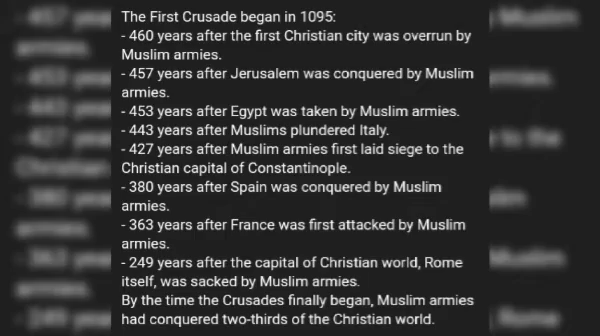 The First Crusade began in 1095:
- 460 years after the first Christian city was overrun by
Muslim armies.
- 457 years after Jerusalem was conquered by Muslim
armies.
- 453 years after Egypt was taken by Muslim armies.
- 443 years after Muslims plundered Italy.
- 427 years after Muslim armies first laid siege to the
Christian capital of Constantinople.
- 380 years after Spain was conquered by Muslim
armies.
- 363 years after France was first attacked by Muslim
armies.
- 249 years after the capital of Christian world, Rome
itself, was sacked by Muslim armies.
By the time the Crusades finally began, Muslim armies
had conquered two-thirds of the Christian world.